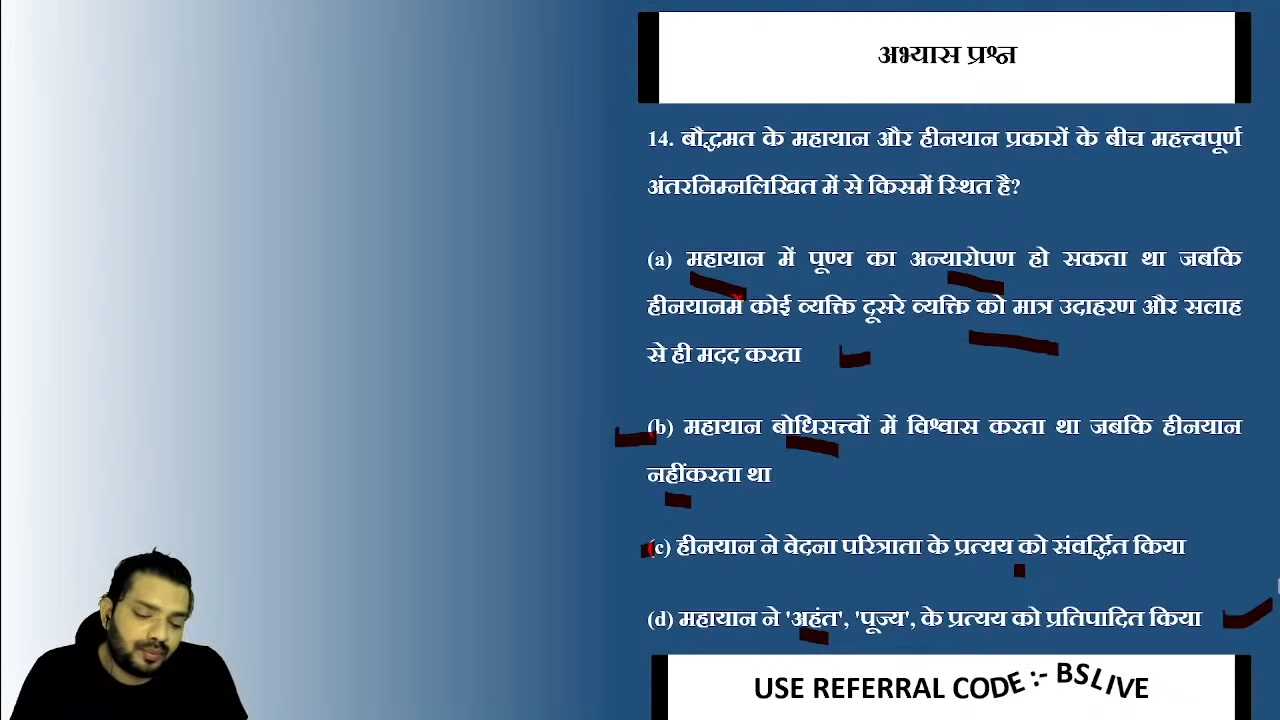 अभ्यास प्रश्न
14. बौद्धमत के महायान और हीनयान प्रकारों के बीच महत्त्वपूर्ण
अंतरनिम्नलिखित में से किसमें स्थित है?
(a) महायान में पूण्य का अन्यारोपण हो सकता था जबकि
हीनयानमें कोई व्यक्ति दूसरे व्यक्ति को मात्र उदाहरण और सलाह
से ही मदद करता
(b) महायान बोधिसत्त्वों में विश्वास करता था जबकि हीनयान
नहींकरता था
(c) हीनयान ने वेदना परित्राता के प्रत्यय को संवर्द्धित किया
(d) महायान ने 'अहंत', 'पूज्य', के प्रत्यय को प्रतिपादित किया
USE REFERRAL CODE :- BSLIVE